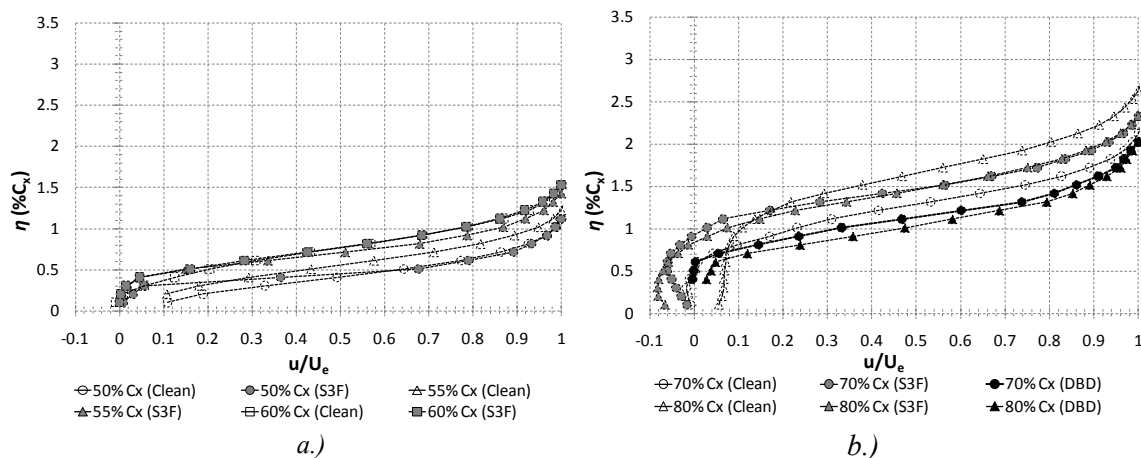 3.5
3
2.5
2
1.5
1
0.5
0
η (%Cx)
-0.1 0 0.1 0.2 0.3 0.4 0.5 0.6 0.7 0.8 0.9 1
u/Ue
50% Cx (Clean) 50% Cx (S3F) 55% Cx (Clean)
55% Cx (S3F) 60% Cx (Clean) 60% Cx (S3F)
a.)
3.5
3
2.5
2
1.5
1
0.5
0
η (%Cx)
-0.1 0 0.1 0.2 0.3 0.4 0.5 0.6 0.7 0.8 0.9 1
u/Ue
70% Cx (Clean) 70% Cx (S3F) 70% Cx (DBD)
80% Cx (Clean) 80% Cx (S3F) 80% Cx (DBD)
b.)